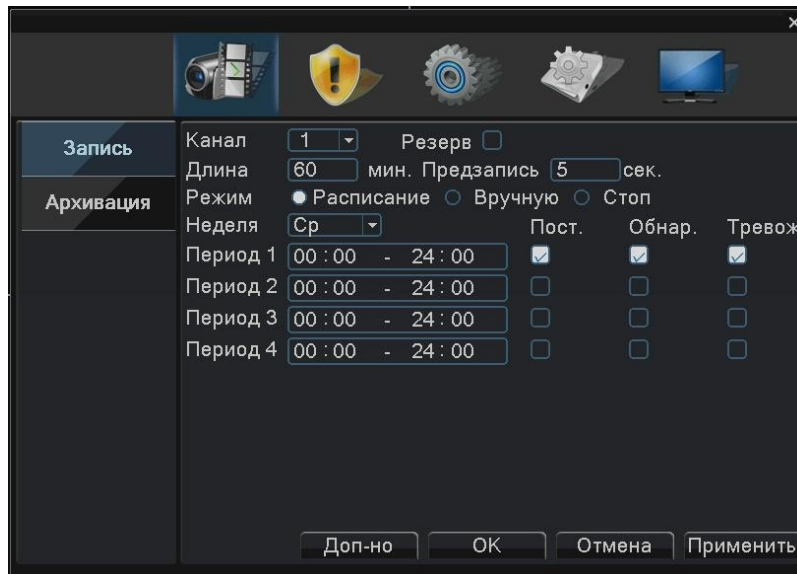 Запись
Архивация
Канал 1 Резерв
Длина 60 мин. Предзапись 5 сек.
Режим Расписание Вручную Стоп
Неделя Ср Пост. Обнар. Тревож
Период 1 00:00 - 24:00
Период 2 00:00 - 24:00
Период 3 00:00 - 24:00
Период 4 00:00 - 24:00
Доп-но OK Отмена Применить